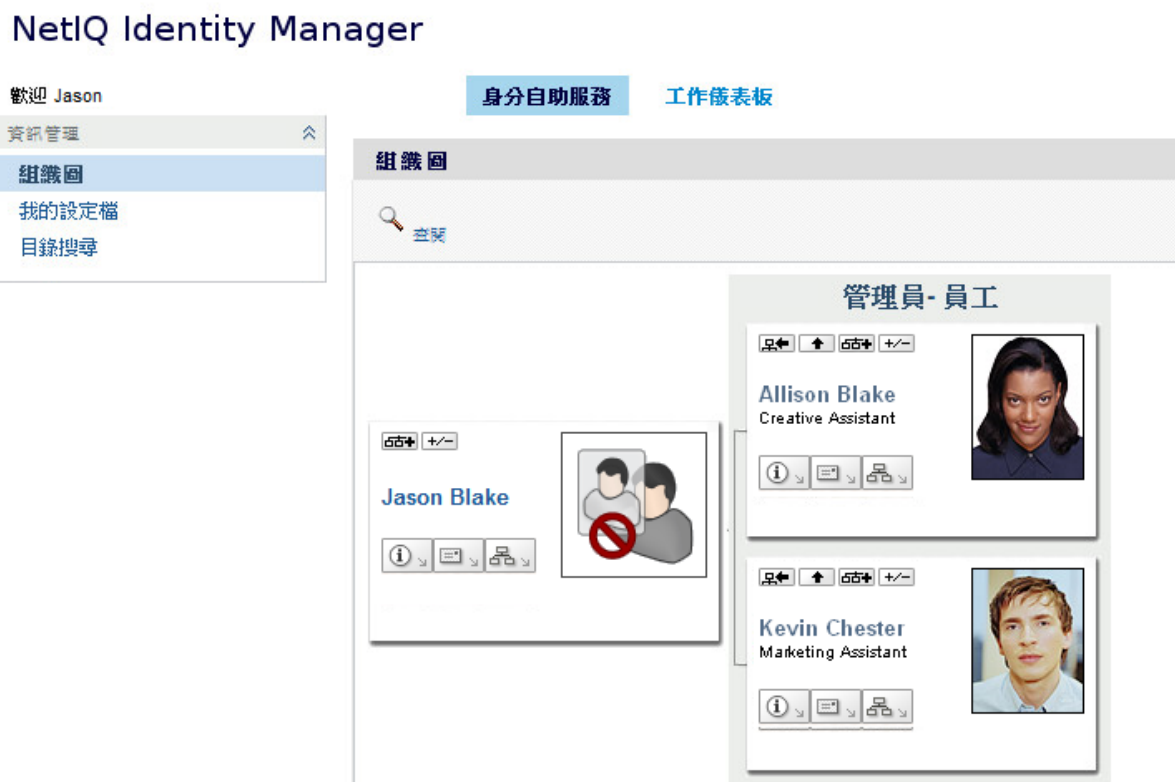 NetIQ Identity Manager
歡迎 Jason
身分自助服務
工作儀表板
資訊管理
組織圖
我的設定檔
目錄搜尋
組織圖
查閱
管理員- 員工
+/−
Allison Blake
Creative Assistant
+/−
Jason Blake
+/−
Kevin Chester
Marketing Assistant